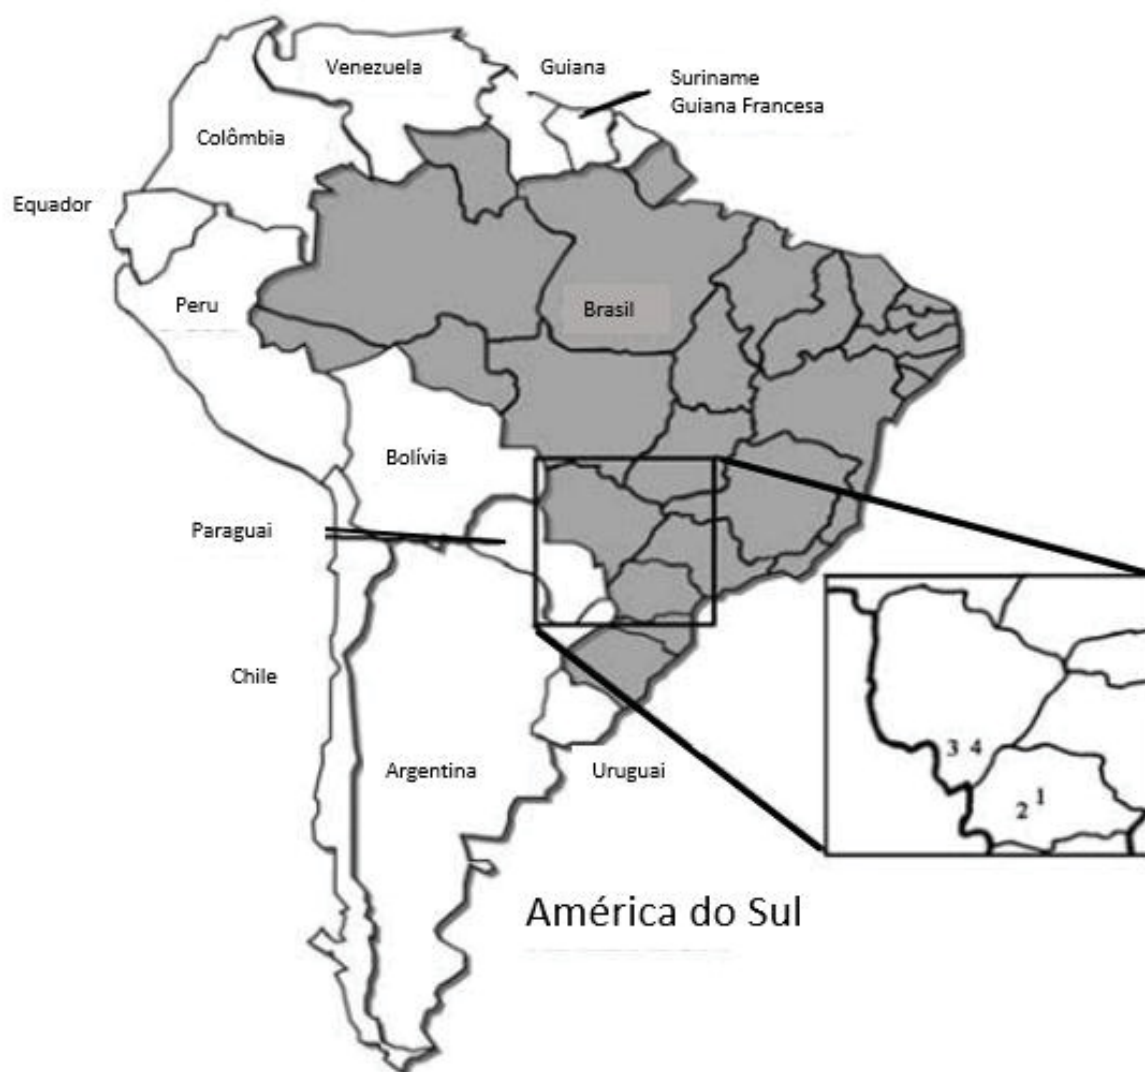 Venezuela
Guiana
Suriname
Guiana Francesa
Colômbia
Equador
Peru
Brasil
Bolívia
Paraguai
Chile
Argentina
Uruguai
3 4
1
2
América do Sul